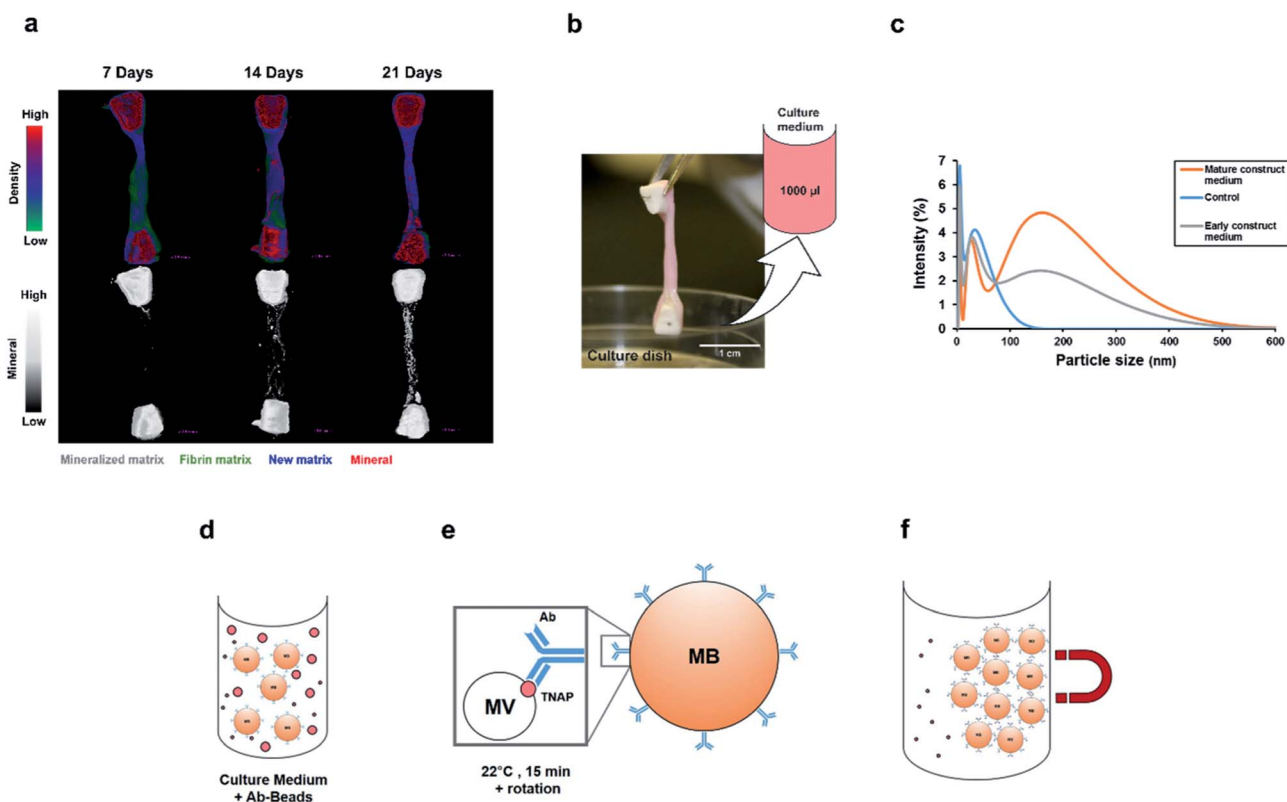 a
7 Days
14 Days
21 Days
High
Density
Low
High
Mineral
Low
Mineralized matrix Fibrin matrix New matrix Mineral
b
Culture
medium
1000 µl
Culture dish
1 cm
c
7
6
5
4
3
2
1
0
Intensity (%)
0 100 200 300 400 500 600
Particle size (nm)
Mature construct
medium
Control
Early construct
medium
d
Culture Medium
+ Ab-Beads
e
Ab
TNAP
MV
MB
22°C , 15 min
+ rotation
f